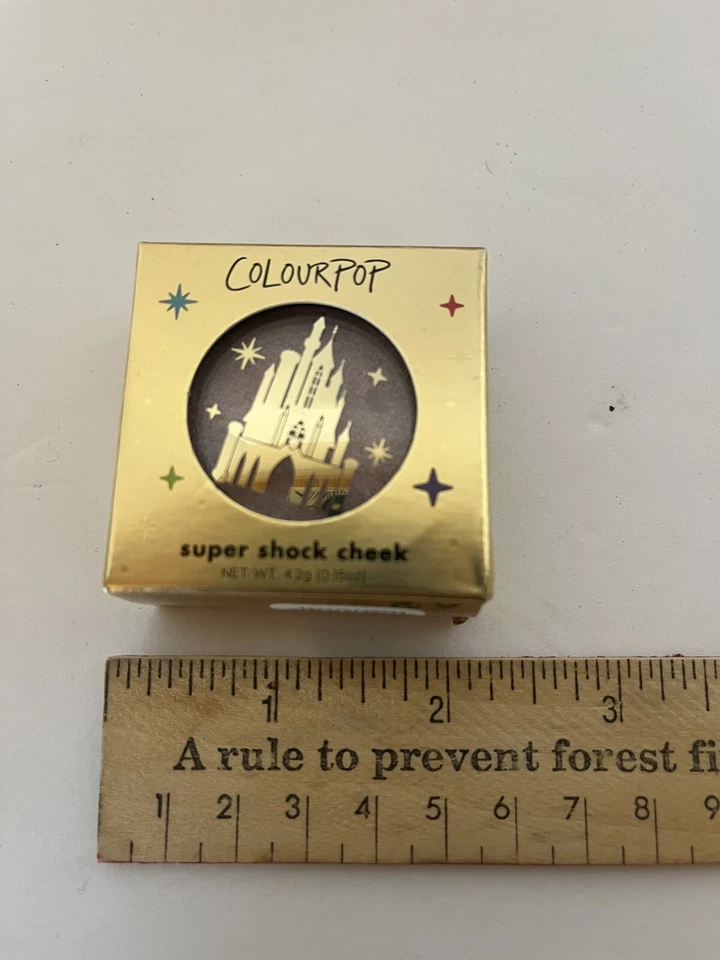 COLOURPOP
super shock cheek
NET WT. 4.2g (0.15oz)
1 2 3
A rule to prevent forest fi
1 2 3 4 5 6 7 8 9